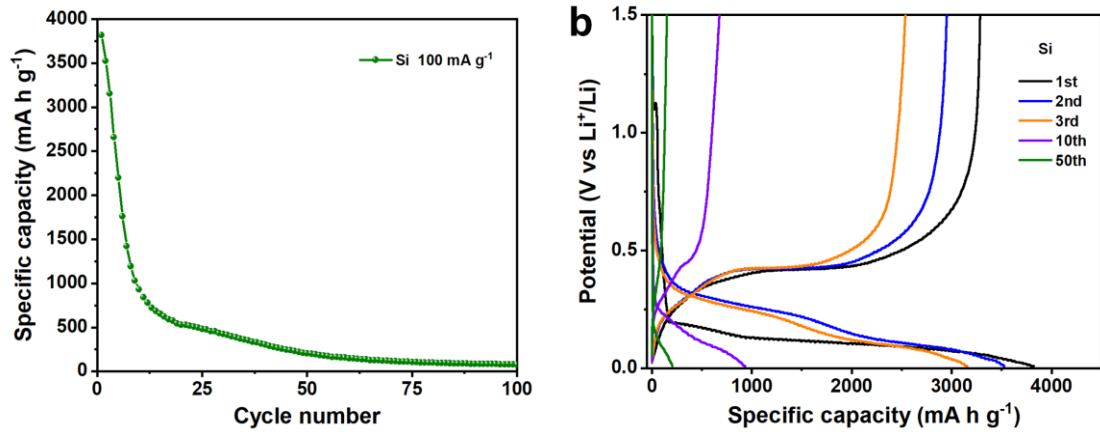 4000
3500
3000
2500
2000
1500
1000
500
0
Specific capacity (mA h g⁻¹)
Si 100 mA g⁻¹
0 25 50 75 100
Cycle number
b
1.5
1.0
0.5
0.0
Potential (V vs Li⁺/Li)
Si
1st
2nd
3rd
10th
50th
0 1000 2000 3000 4000
Specific capacity (mA h g⁻¹)